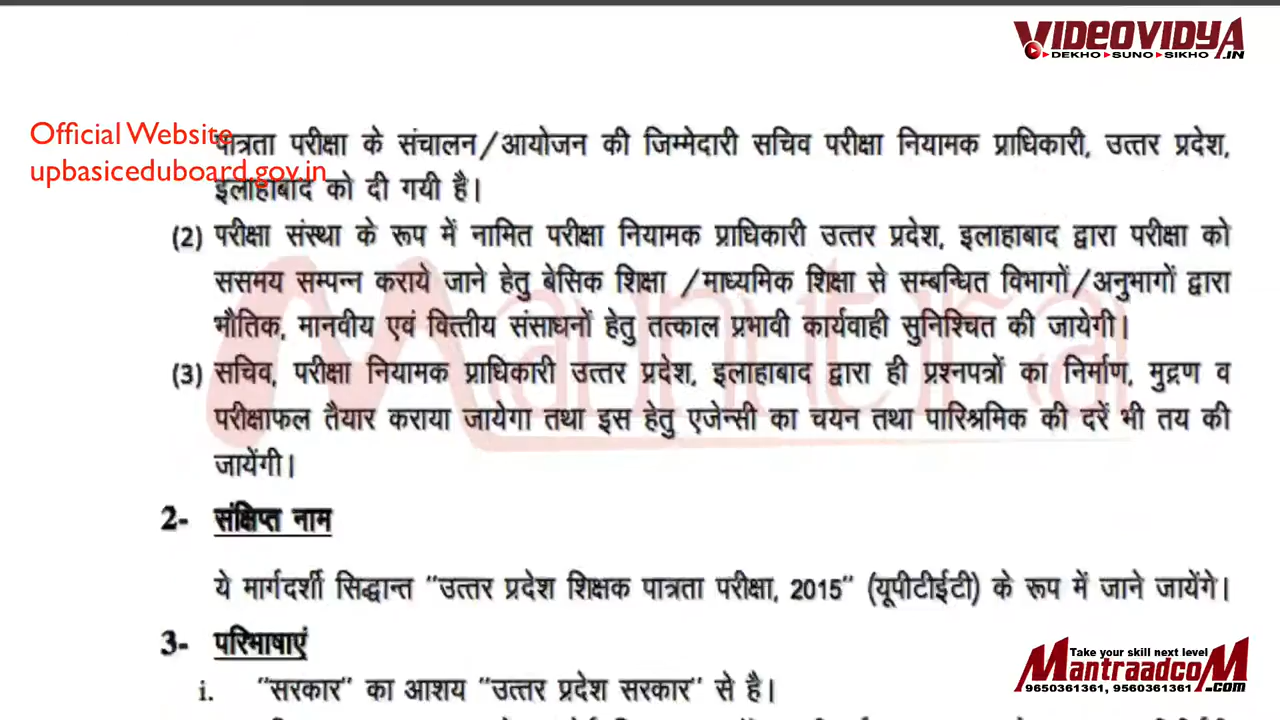 VIDEOVIDYA
.IN
DEKHO SUNO SIKHO
Official Website
upbasiceduboard.gov.in
पात्रता परीक्षा के संचालन/आयोजन की जिम्मेदारी सचिव परीक्षा नियामक प्राधिकारी, उत्तर प्रदेश,
इलाहाबाद को दी गयी है।
(2) परीक्षा संस्था के रूप में नामित परीक्षा नियामक प्राधिकारी उत्तर प्रदेश, इलाहाबाद द्वारा परीक्षा को
ससमय सम्पन्न कराये जाने हेतु बेसिक शिक्षा /माध्यमिक शिक्षा से सम्बन्धित विभागों/अनुभागों द्वारा
भौतिक, मानवीय एवं वित्तीय संसाधनों हेतु तत्काल प्रभावी कार्यवाही सुनिश्चित की जायेगी।
(3) सचिव, परीक्षा नियामक प्राधिकारी उत्तर प्रदेश, इलाहाबाद द्वारा ही प्रश्नपत्रों का निर्माण, मुद्रण व
परीक्षाफल तैयार कराया जायेगा तथा इस हेतु एजेन्सी का चयन तथा पारिश्रमिक की दरें भी तय की
जायेंगी।
2- संक्षिप्त नाम
ये मार्गदर्शी सिद्धान्त "उत्तर प्रदेश शिक्षक पात्रता परीक्षा, 2015" (यूपीटीईटी) के रूप में जाने जायेंगे।
3- परिभाषाएं
i. "सरकार" का आशय "उत्तर प्रदेश सरकार" से है।
Take your skill next level
MantraadcoM
9650361361, 9560361361 .com